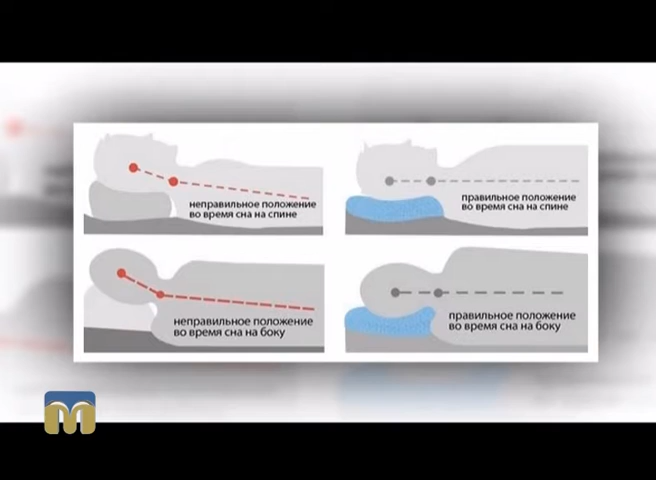 неправильное положение
во время сна на спине
правильное положение
во время сна на спине
неправильное положение
во время сна на боку
правильное положение
во время сна на боку